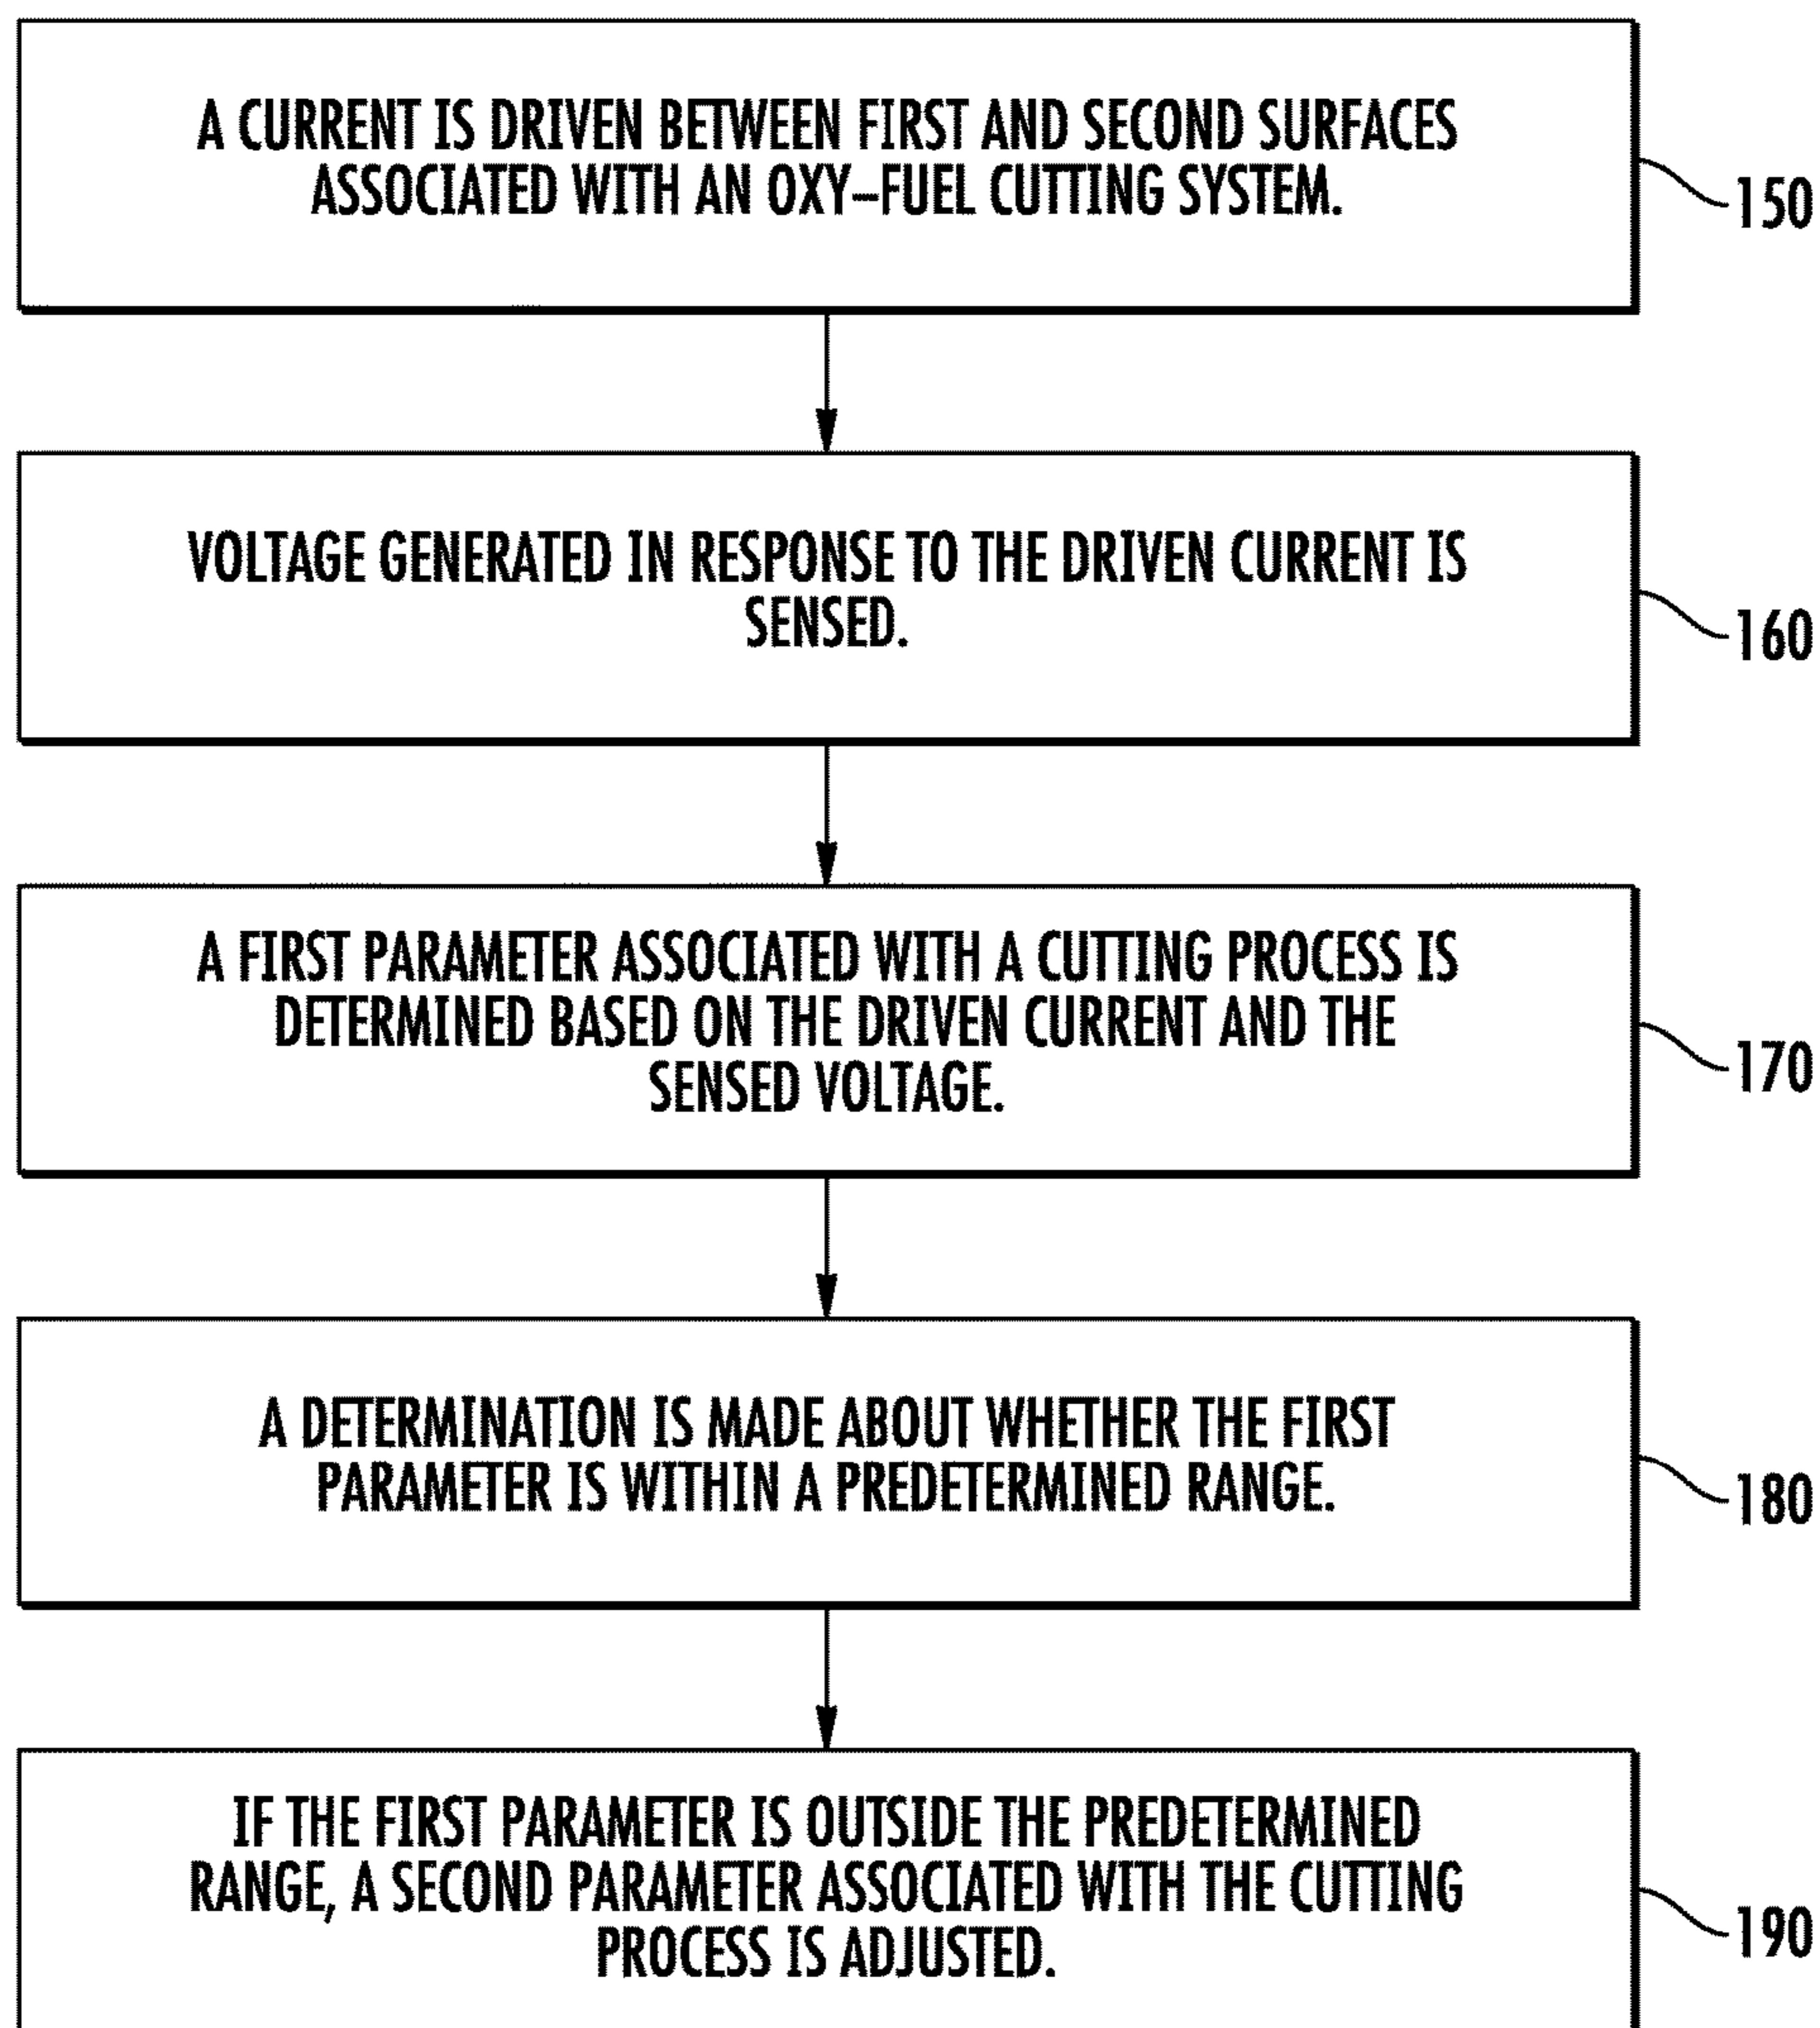 A CURRENT IS DRIVEN BETWEEN FIRST AND SECOND SURFACES
ASSOCIATED WITH AN OXY–FUEL CUTTING SYSTEM.
150
VOLTAGE GENERATED IN RESPONSE TO THE DRIVEN CURRENT IS
SENSED.
160
A FIRST PARAMETER ASSOCIATED WITH A CUTTING PROCESS IS
DETERMINED BASED ON THE DRIVEN CURRENT AND THE
SENSED VOLTAGE.
170
A DETERMINATION IS MADE ABOUT WHETHER THE FIRST
PARAMETER IS WITHIN A PREDETERMINED RANGE.
180
IF THE FIRST PARAMETER IS OUTSIDE THE PREDETERMINED
RANGE, A SECOND PARAMETER ASSOCIATED WITH THE CUTTING
PROCESS IS ADJUSTED.
190